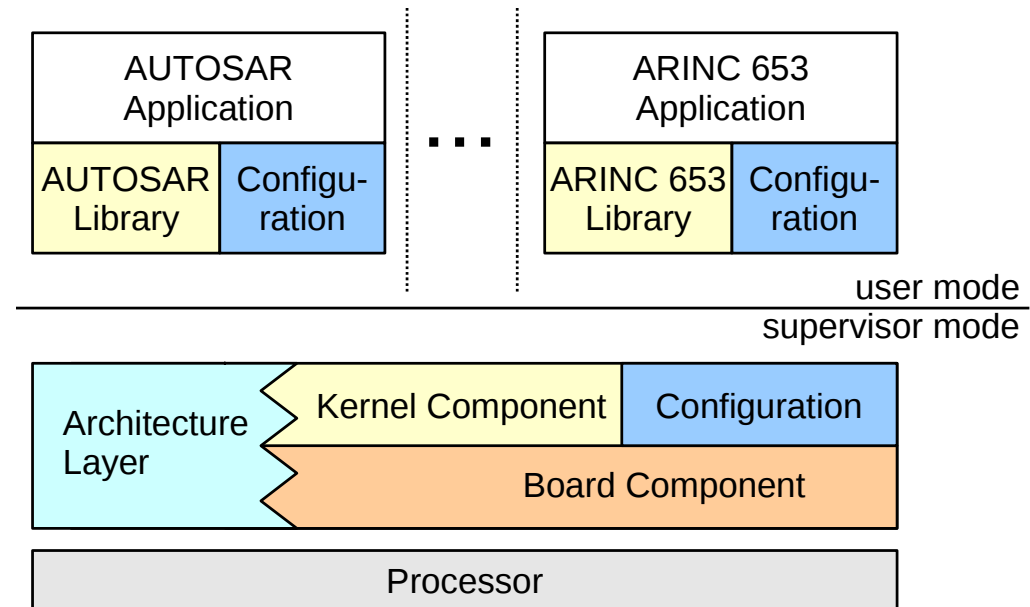 AUTOSAR
Application
AUTOSAR
Library
Configu-
ration
...
ARINC 653
Application
ARINC 653
Library
Configu-
ration
user mode
supervisor mode
Architecture
Layer
Kernel Component
Configuration
Board Component
Processor